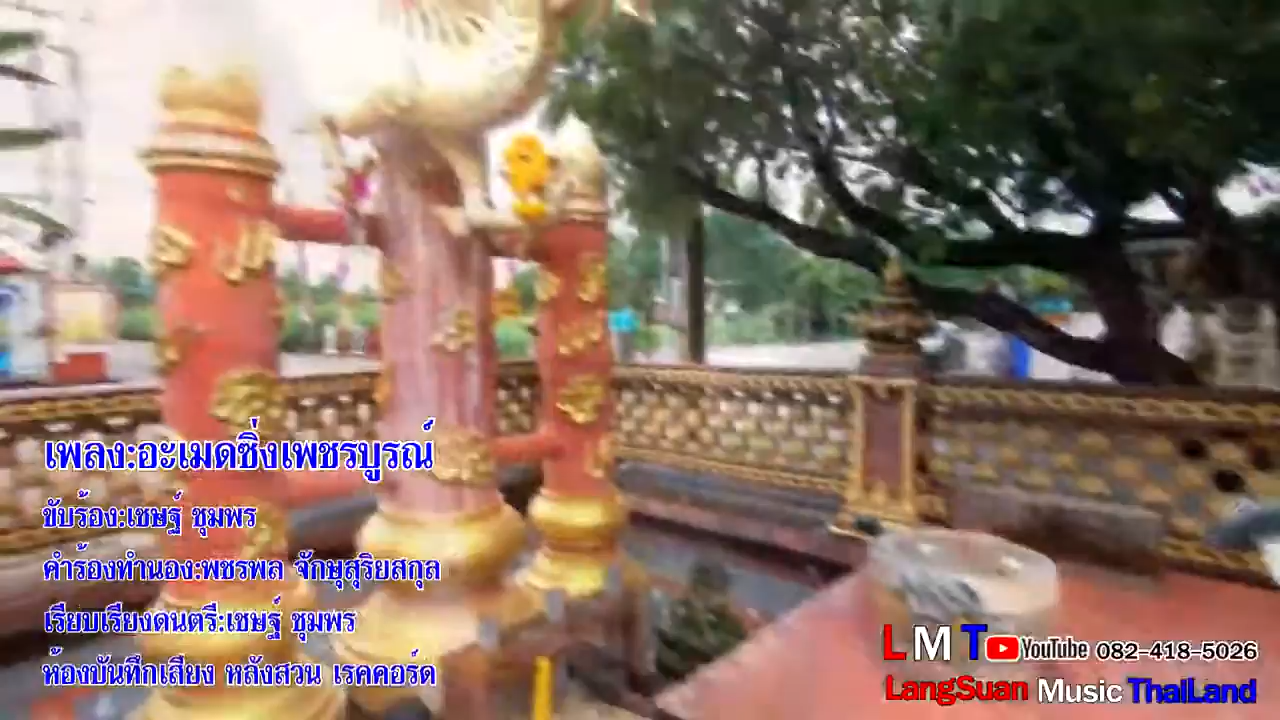 เพลง:อะเมดซิ่งเพชรบูรณ์
ขับร้อง:เชษฐ์ ชุมพร
คำร้องทำนอง:พชรพล จักษุสุริยสกุล
เรียบเรียงดนตรี:เชษฐ์ ชุมพร
ห้องบันทึกเสียง หลังสวน เรคคอร์ด
LMT YouTube 082-418-5026
LangSuan Music ThaiLand